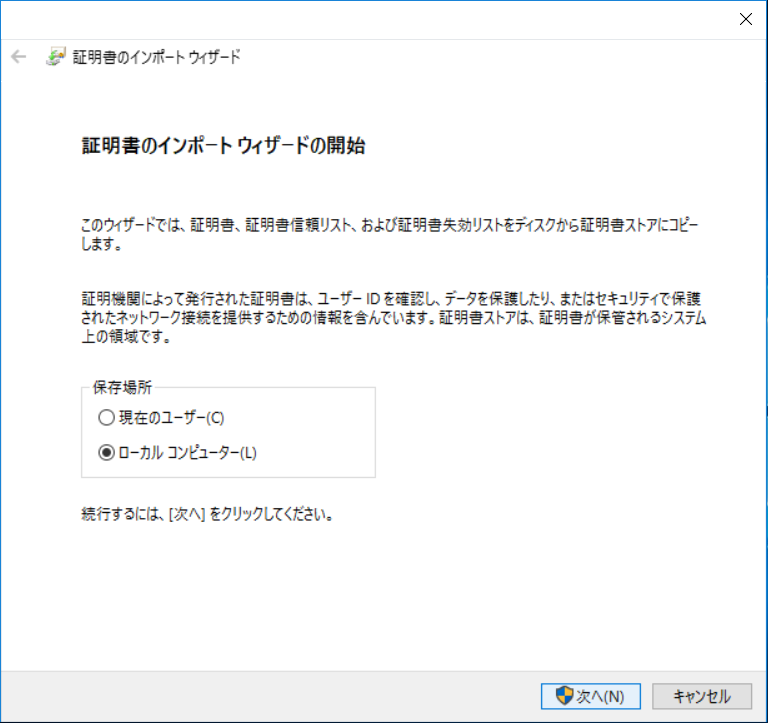 証明書のインポート ウィザード
証明書のインポート ウィザードの開始
このウィザードでは、証明書、証明書信頼リスト、および証明書失効リストをディスクから証明書ストアにコピー
します。
証明機関によって発行された証明書は、ユーザー ID を確認し、データを保護したり、またはセキュリティで保護
されたネットワーク接続を提供するための情報を含んでいます。証明書ストアは、証明書が保管されるシステム
上の領域です。
保存場所
現在のユーザー(C)
ローカル コンピューター(L)
続行するには、[次へ] をクリックしてください。
次へ(N)
キャンセル